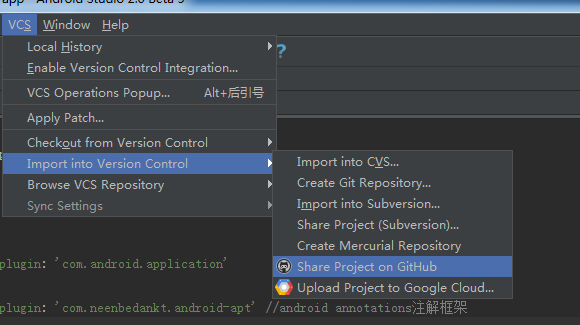 app - Android Studio 2.0 Beta 5
VCS Window Help
Local History
Enable Version Control Integration...
VCS Operations Popup... Alt+后引号
Apply Patch...
Checkout from Version Control
Import into Version Control
Browse VCS Repository
Sync Settings
?
Import into CVS...
Create Git Repository...
Import into Subversion...
Share Project (Subversion)...
Create Mercurial Repository
Share Project on GitHub
Upload Project to Google Cloud...
plugin: 'com.android.application'
plugin: 'com.neenbedankt.android-apt' //android annotations注解框架